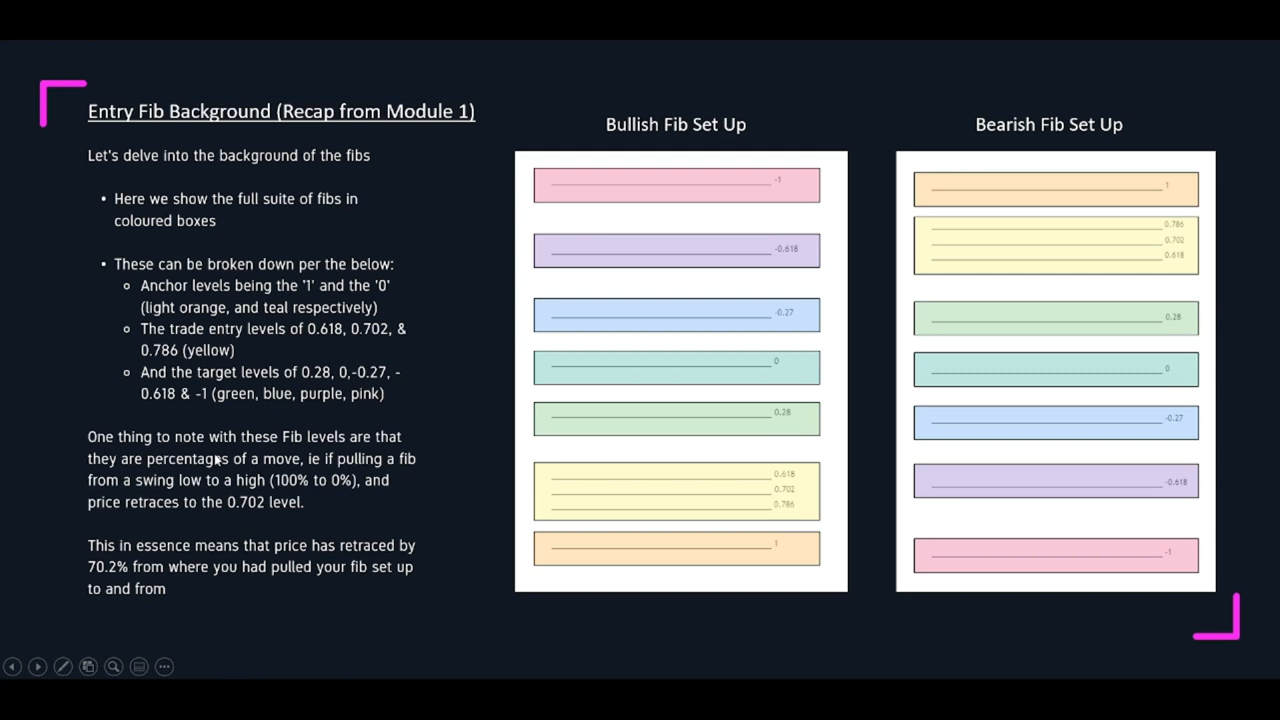 Entry Fib Background (Recap from Module 1)
Let's delve into the background of the fibs
• Here we show the full suite of fibs in
coloured boxes
• These can be broken down per the below:
o Anchor levels being the '1' and the '0'
(light orange, and teal respectively)
o The trade entry levels of 0.618, 0.702, &
0.786 (yellow)
o And the target levels of 0.28, 0,-0.27, -
0.618 & -1 (green, blue, purple, pink)
One thing to note with these Fib levels are that
they are percentages of a move, ie if pulling a fib
from a swing low to a high (100% to 0%), and
price retraces to the 0.702 level.
This in essence means that price has retraced by
70.2% from where you had pulled your fib set up
to and from
Bullish Fib Set Up
-1
-0.618
-0.27
0
0.28
0.618
0.702
0.786
1
Bearish Fib Set Up
1
0.786
0.702
0.618
0.28
0
-0.27
-0.618
-1